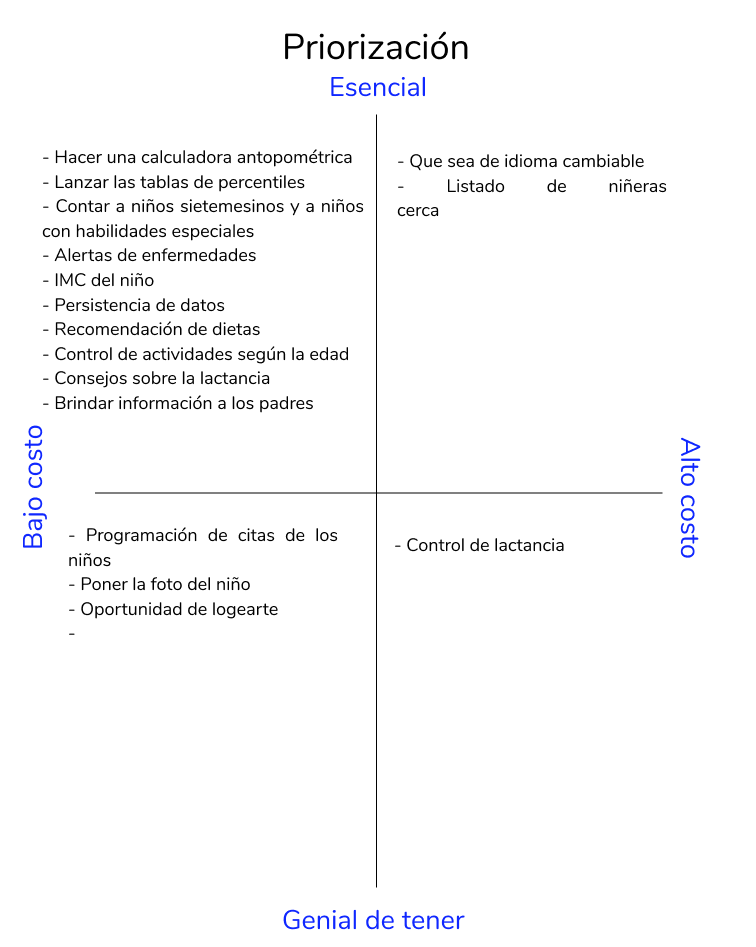 Priorización
Esencial
- Hacer una calculadora antopométrica
- Lanzar las tablas de percentiles
- Contar a niños sietemesinos y a niños
con habilidades especiales
- Alertas de enfermedades
- IMC del niño
- Persistencia de datos
- Recomendación de dietas
- Control de actividades según la edad
- Consejos sobre la lactancia
- Brindar información a los padres
- Que sea de idioma cambiable
- Listado de niñeras
cerca
Bajo costo
Alto costo
- Programación de citas de los
niños
- Poner la foto del niño
- Oportunidad de logearte
-
- Control de lactancia
Genial de tener